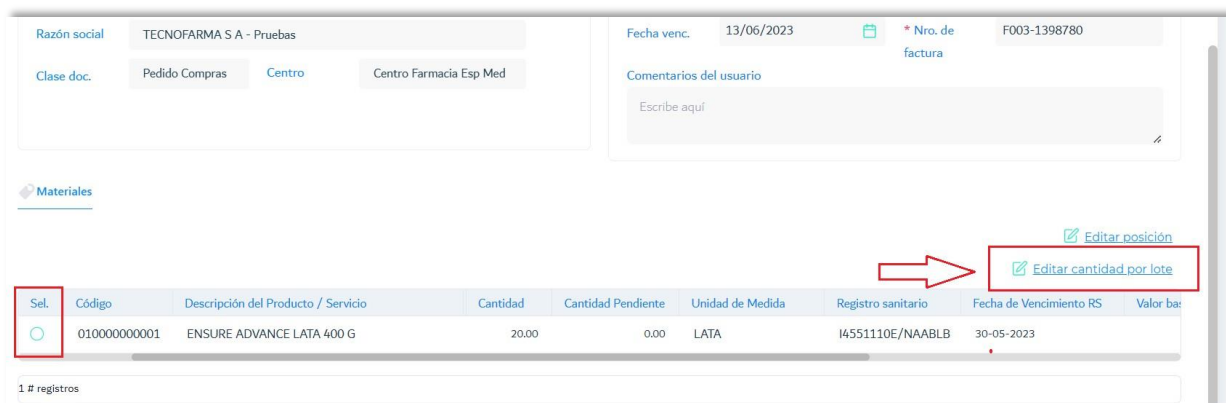 Razón social TECNOFARMA S A - Pruebas
Clase doc. Pedido Compras Centro Centro Farmacia Esp Med
Fecha venc. 13/06/2023 * Nro. de factura F003-1398780
Comentarios del usuario
Escribe aquí
Materiales
Editar posición
Editar cantidad por lote
Sel. Código Descripción del Producto / Servicio Cantidad Cantidad Pendiente Unidad de Medida Registro sanitario Fecha de Vencimiento RS Valor bas
010000000001 ENSURE ADVANCE LATA 400 G 20.00 0.00 LATA I4551110E/NAABLB 30-05-2023
1 # registros